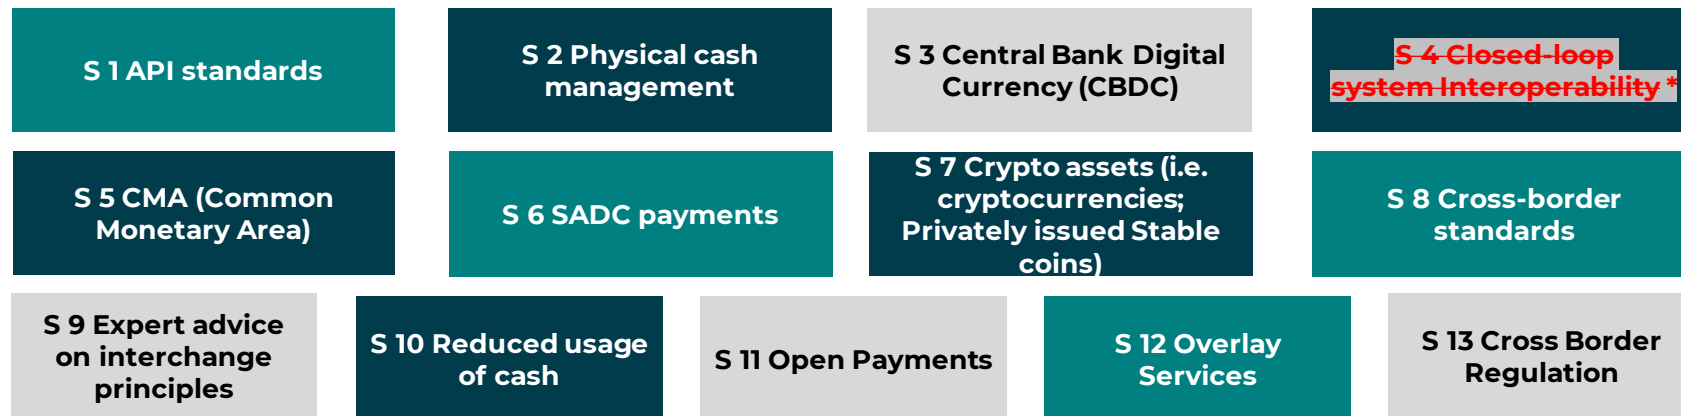 S 1 API standards
S 2 Physical cash
management
S 3 Central Bank Digital
Currency (CBDC)
S 4 Closed-loop
system Interoperability *
S 5 CMA (Common
Monetary Area)
S 6 SADC payments
S 7 Crypto assets (i.e.
cryptocurrencies;
Privately issued Stable
coins)
S 8 Cross-border
standards
S 9 Expert advice
on interchange
principles
S 10 Reduced usage
of cash
S 11 Open Payments
S 12 Overlay
Services
S 13 Cross Border
Regulation